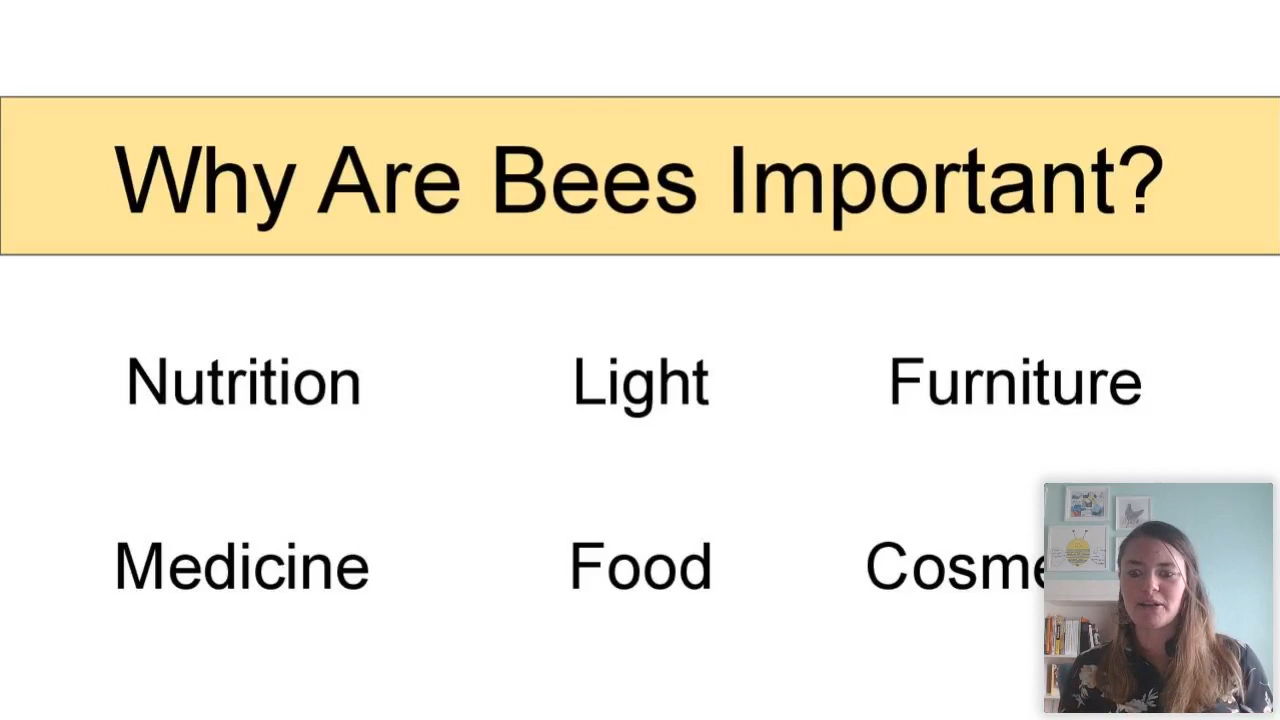 Why Are Bees Important?
Nutrition Light Furniture
Medicine Food Cosme